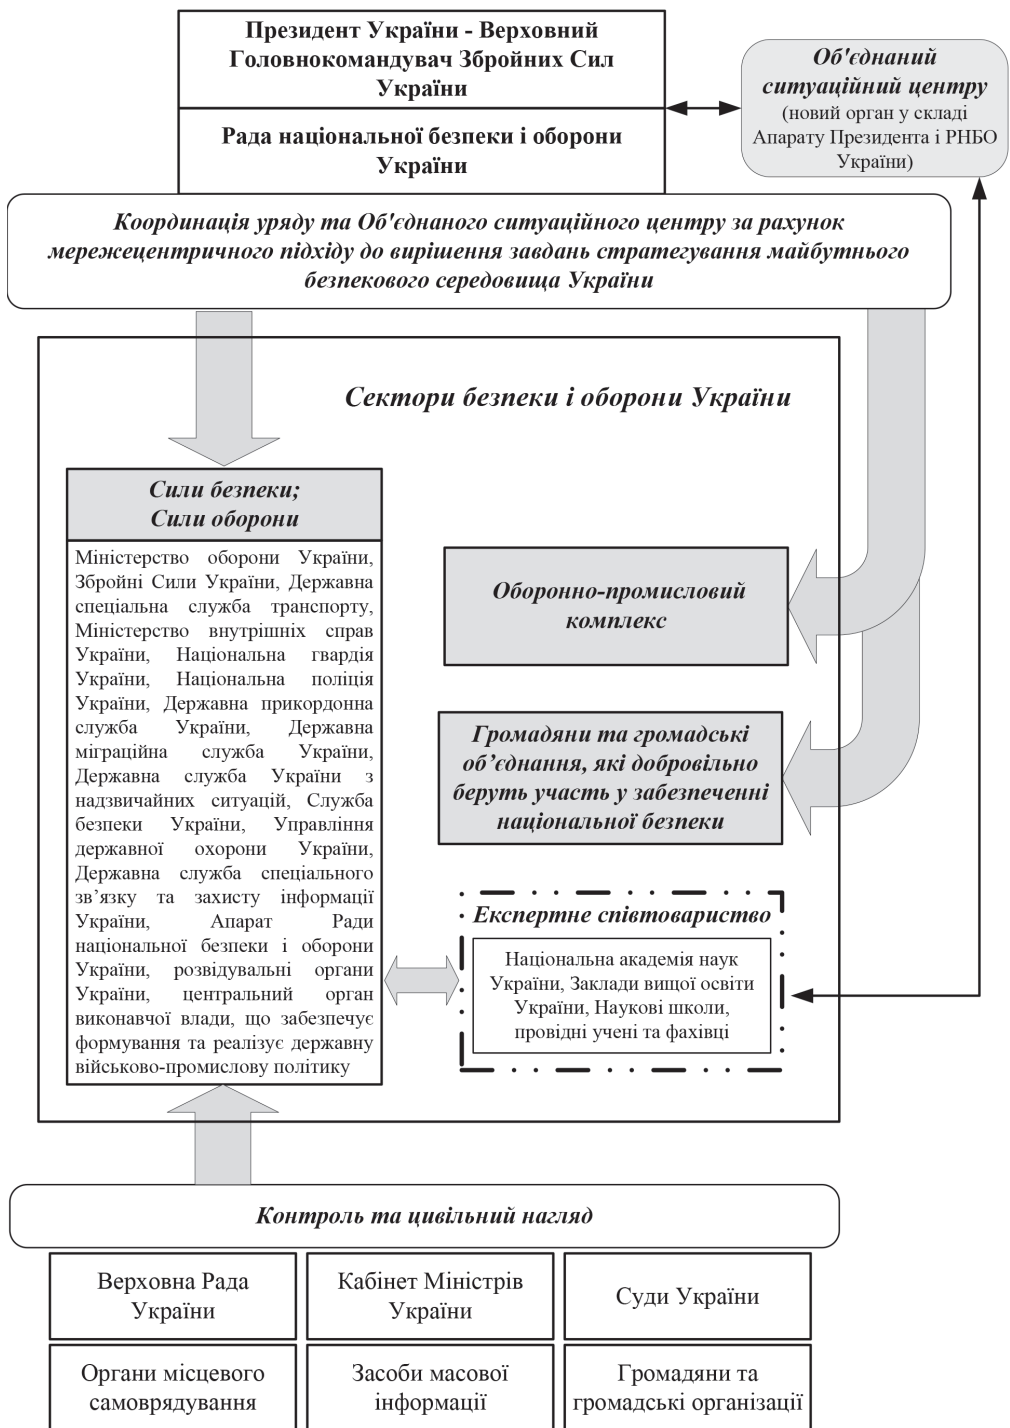 Президент України - Верховний
Головнокомандувач Збройних Сил
України
Рада національної безпеки і оборони
України
Об'єднаний
ситуаційний центру
(новий орган у складі
Апарату Президента і РНБО
України)
Координація уряду та Об'єднаного ситуаційного центру за рахунок
мережецентричного підхіду до вирішення завдань стратегування майбутнього
безпекового середовища України
Сектори безпеки і оборони України
Сили безпеки;
Сили оборони
Міністерство оборони України,
Збройні Сили України, Державна
спеціальна служба транспорту,
Міністерство внутрішніх справ
України, Національна гвардія
України, Національна поліція
України, Державна прикордонна
служба України, Державна
міграційна служба України,
Державна служба України з
надзвичайних ситуацій, Служба
безпеки України, Управління
державної охорони України,
Державна служба спеціального
зв’язку та захисту інформації
України, Апарат Ради
національної безпеки і оборони
України, розвідувальні органи
України, центральний орган
виконавчої влади, що забезпечує
формування та реалізує державну
військово-промислову політику
Оборонно-промисловий
комплекс
Громадяни та громадські
об’єднання, які добровільно
беруть участь у забезпеченні
національної безпеки
Експертне співтовариство
Національна академія наук
України, Заклади вищої освіти
України, Наукові школи,
провідні учені та фахівці
Контроль та цивільний нагляд
Верховна Рада
України
Кабінет Міністрів
України
Суди України
Органи місцевого
самоврядування
Засоби масової
інформації
Громадяни та
громадські організації